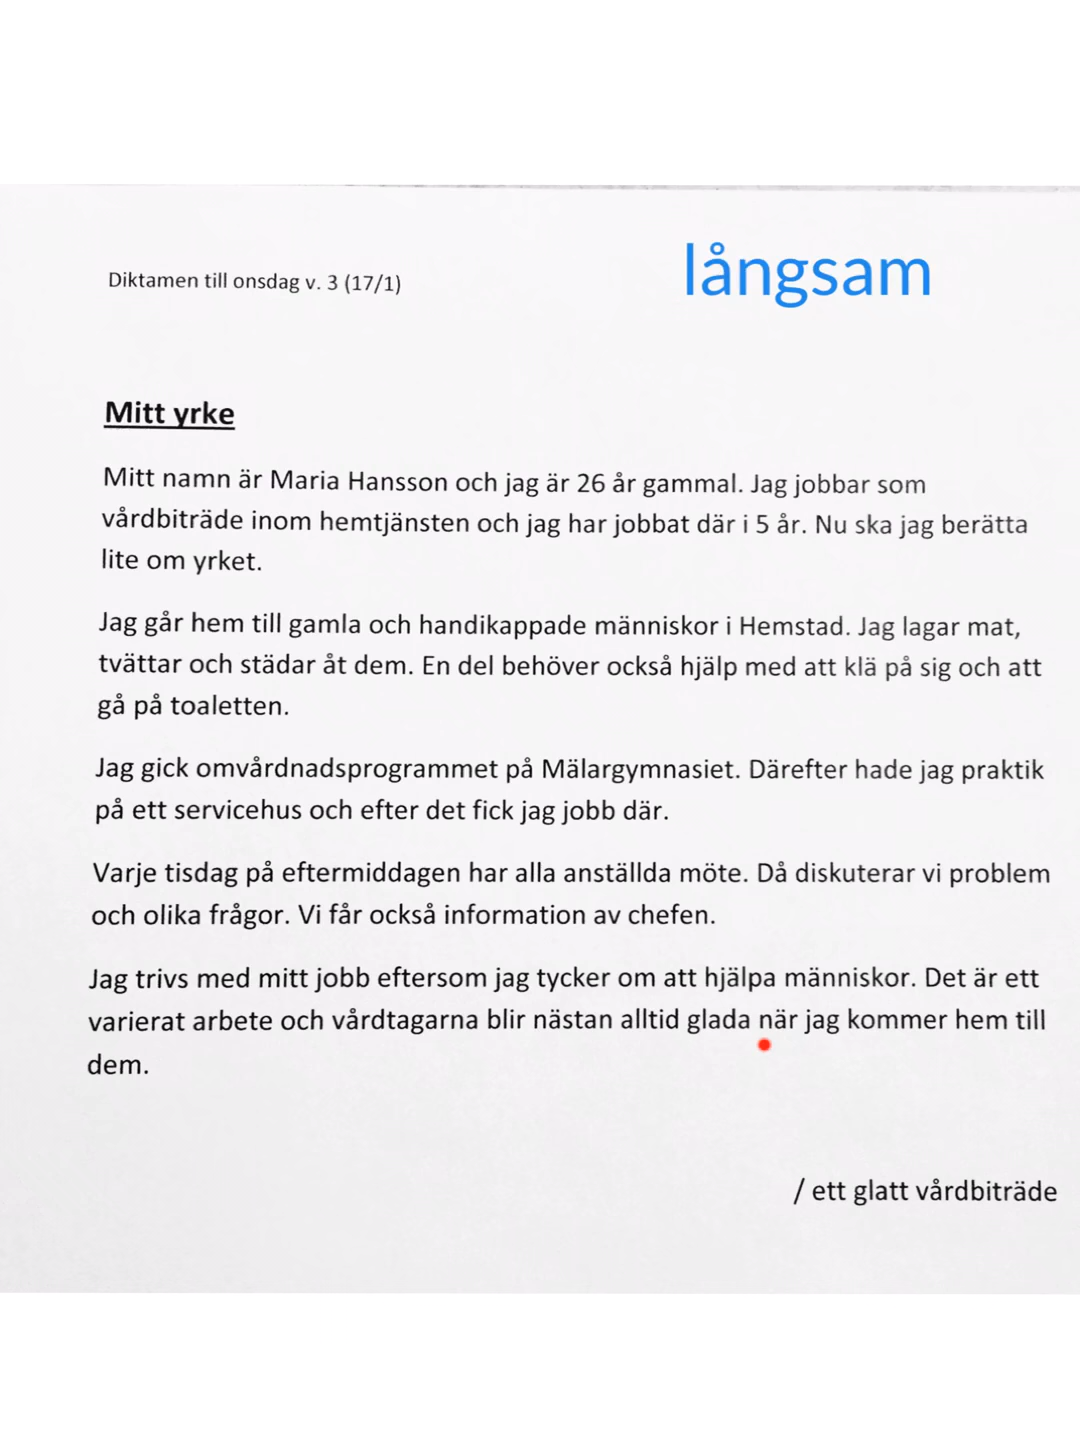 långsam
Diktamen till onsdag v. 3 (17/1)
Mitt yrke
Mitt namn är Maria Hansson och jag är 26 år gammal. Jag jobbar som
vårdbiträde inom hemtjänsten och jag har jobbat där i 5 år. Nu ska jag berätta
lite om yrket.
Jag går hem till gamla och handikappade människor i Hemstad. Jag lagar mat,
tvättar och städar åt dem. En del behöver också hjälp med att klä på sig och att
gå på toaletten.
Jag gick omvårdnadsprogrammet på Mälargymnasiet. Därefter hade jag praktik
på ett servicehus och efter det fick jag jobb där.
Varje tisdag på eftermiddagen har alla anställda möte. Då diskuterar vi problem
och olika frågor. Vi får också information av chefen.
Jag trivs med mitt jobb eftersom jag tycker om att hjälpa människor. Det är ett
varierat arbete och vårdtagarna blir nästan alltid glada när jag kommer hem till
dem.
/ ett glatt vårdbiträde